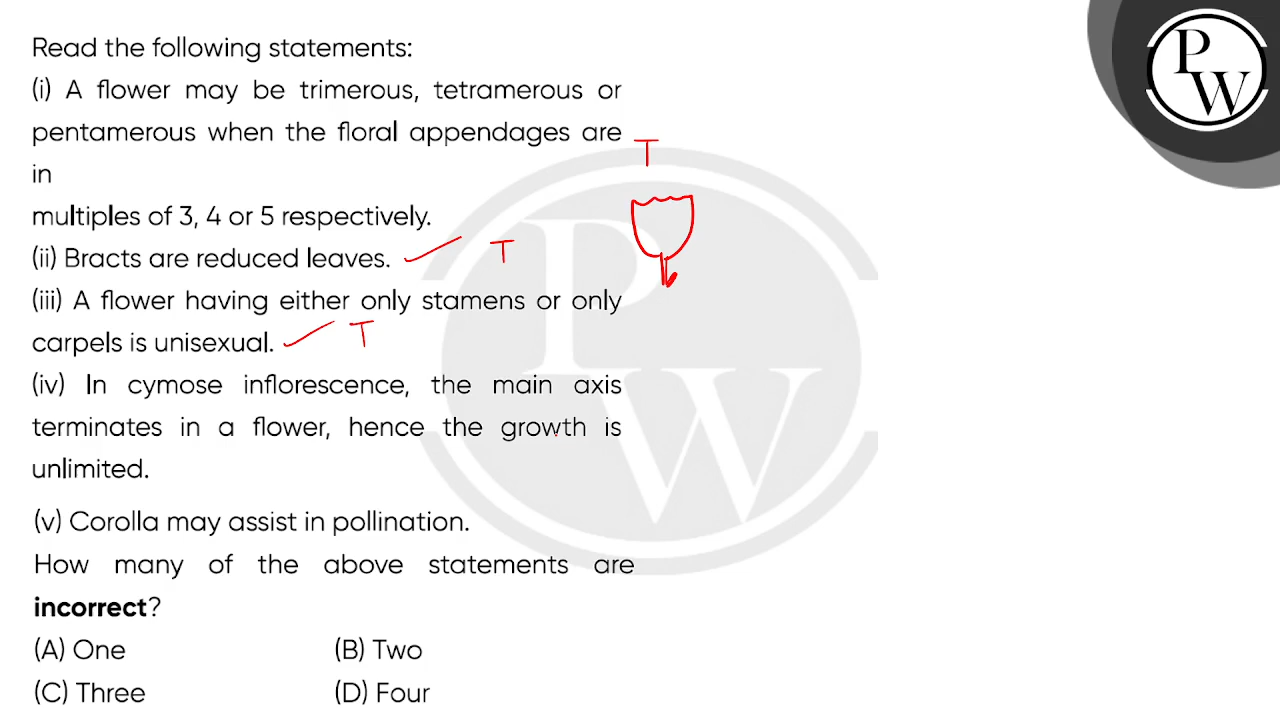 Read the following statements:
(i) A flower may be trimerous, tetramerous or
pentamerous when the floral appendages are
in
multiples of 3, 4 or 5 respectively.
(ii) Bracts are reduced leaves.
(iii) A flower having either only stamens or only
carpels is unisexual.
(iv) In cymose inflorescence, the main axis
terminates in a flower, hence the growth is
unlimited.
(v) Corolla may assist in pollination.
How many of the above statements are
incorrect?
(A) One (B) Two
(C) Three (D) Four
T
T
T
P
W
P
W